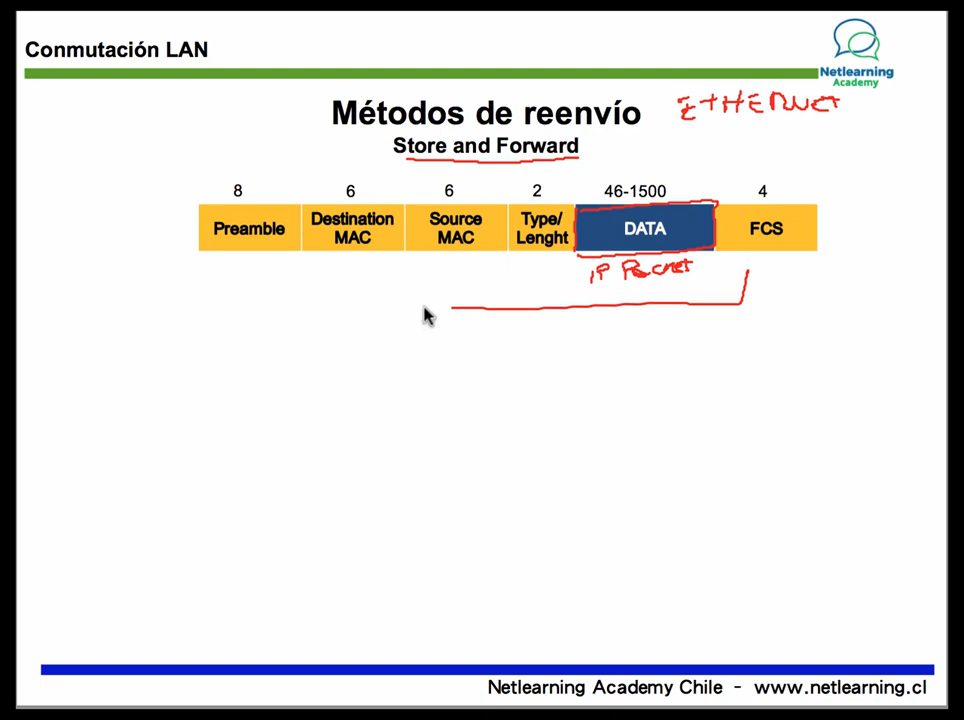 Conmutación LAN
Netlearning
Academy
Métodos de reenvío
ETHERNET
Store and Forward
8 6 6 2 46-1500 4
Preamble Destination MAC Source MAC Type/Lenght DATA FCS
IP Packet
Netlearning Academy Chile - www.netlearning.cl